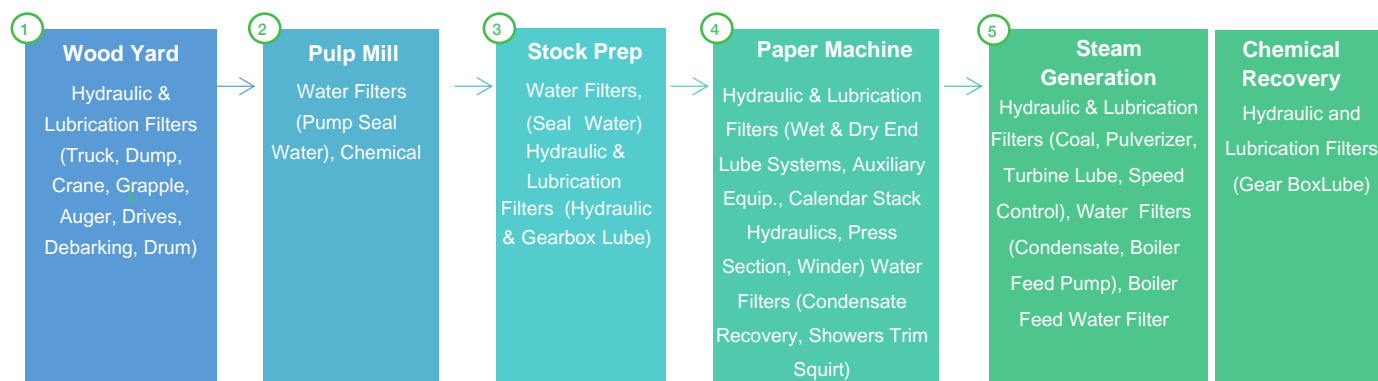 1
Wood Yard
Hydraulic &
Lubrication Filters
(Truck, Dump,
Crane, Grapple,
Auger, Drives,
Debarking, Drum)
2
Pulp Mill
Water Filters
(Pump Seal
Water), Chemical
3
Stock Prep
Water Filters,
(Seal Water)
Hydraulic &
Lubrication
Filters (Hydraulic
& Gearbox Lube)
4
Paper Machine
Hydraulic & Lubrication
Filters (Wet & Dry End
Lube Systems, Auxiliary
Equip., Calendar Stack
Hydraulics, Press
Section, Winder) Water
Filters (Condensate
Recovery, Showers Trim
Squirt)
5
Steam
Generation
Hydraulic & Lubrication
Filters (Coal, Pulverizer,
Turbine Lube, Speed
Control), Water Filters
(Condensate, Boiler
Feed Pump), Boiler
Feed Water Filter
Chemical
Recovery
Hydraulic and
Lubrication Filters
(Gear BoxLube)